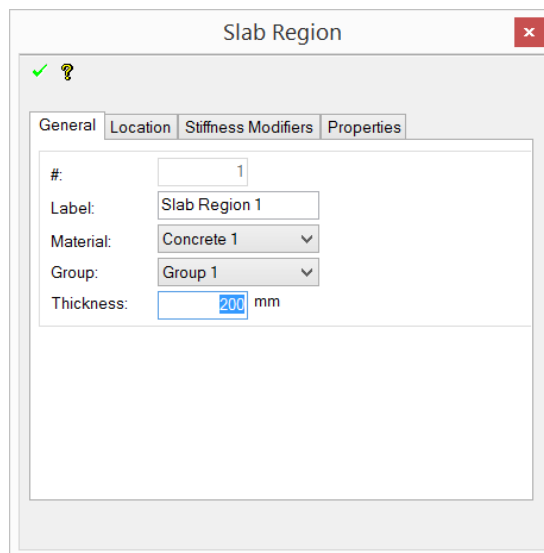 Slab Region
General Location Stiffness Modifiers Properties
#: 1
Label: Slab Region 1
Material: Concrete 1
Group: Group 1
Thickness: 200 mm